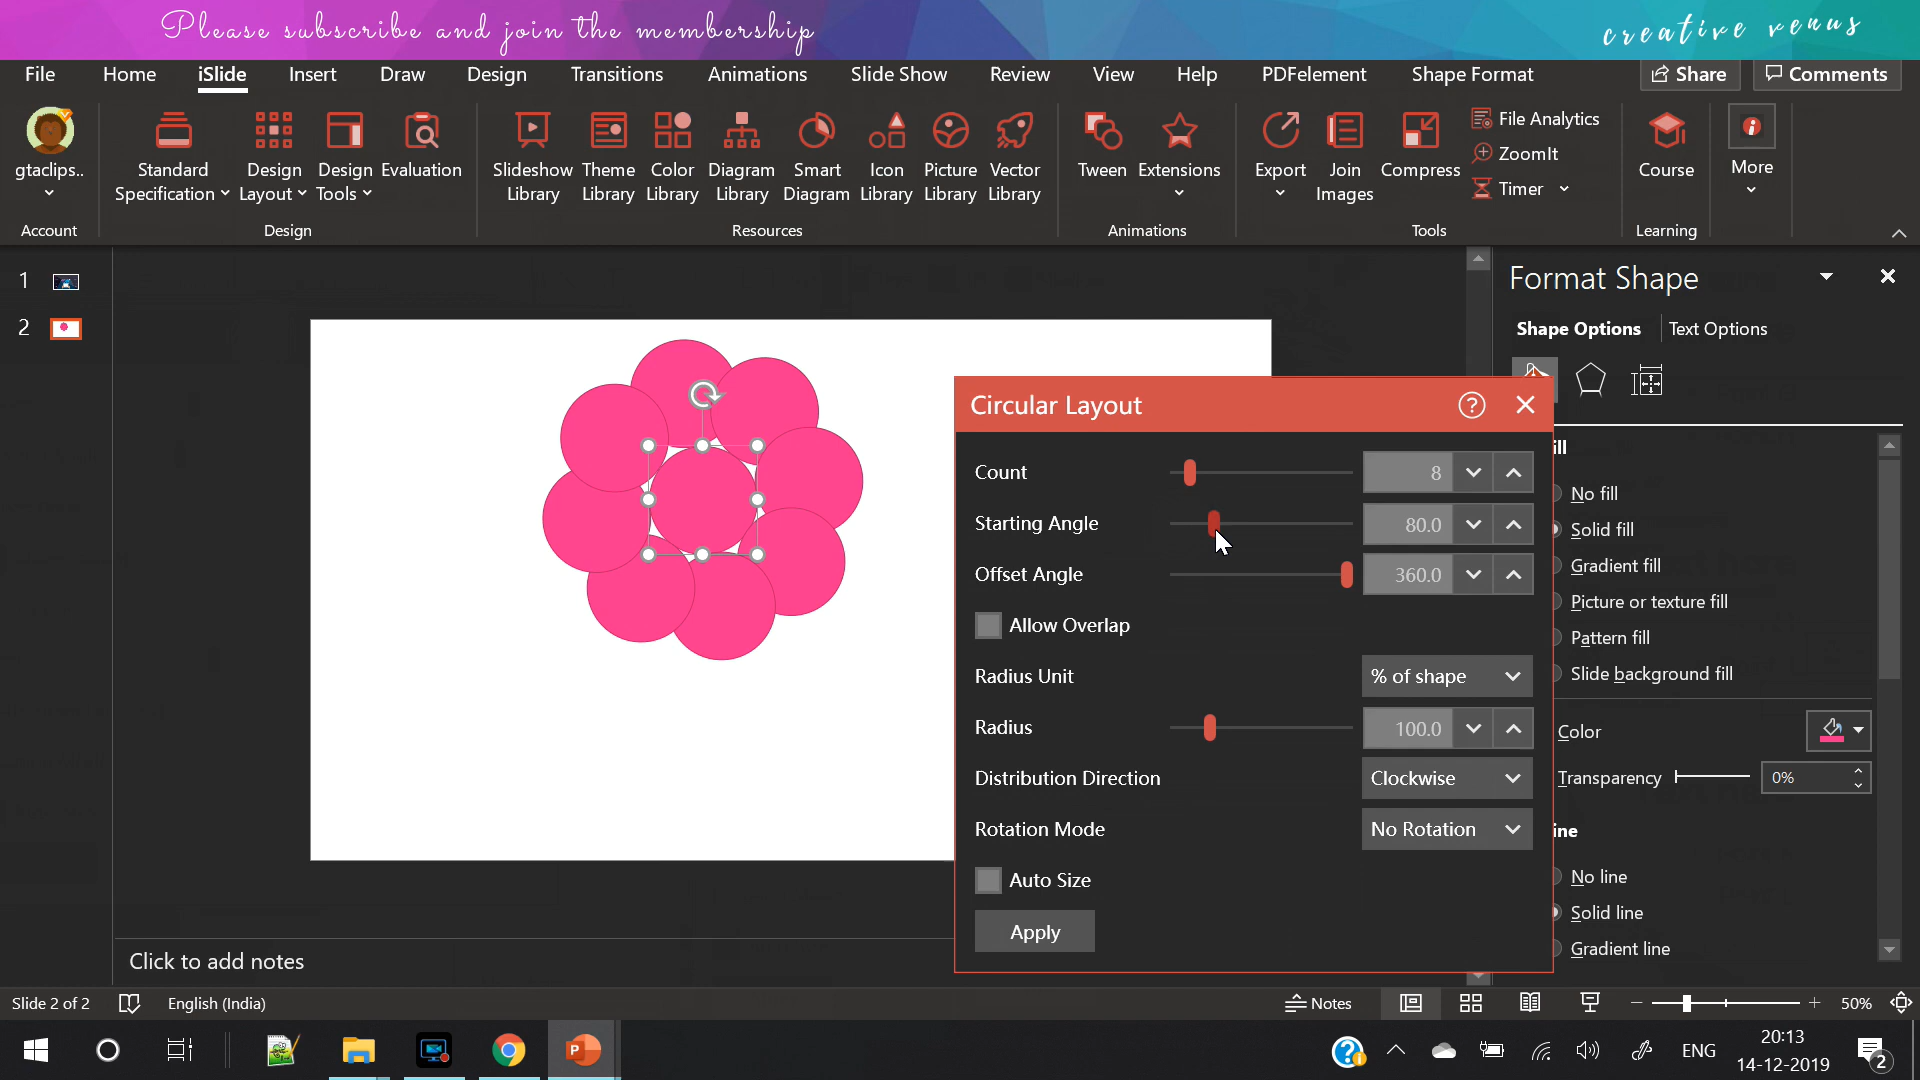 Please subscribe and join the membership
creative venus
File Home iSlide Insert Draw Design Transitions Animations Slide Show Review View Help PDFelement Shape Format Share Comments
gtaclips..
Account
Standard Specification
Design Layout
Design Tools
Evaluation
Design
Slideshow Library
Theme Library
Color Library
Diagram Library
Smart Diagram
Icon Library
Picture Library
Vector Library
Resources
Tween
Extensions
Animations
Export
Join Images
Compress
File Analytics
ZoomIt
Timer
Tools
Course
Learning
More
1
2
Format Shape
Shape Options Text Options
Circular Layout
Count 8
Starting Angle 80.0
Offset Angle 360.0
Allow Overlap
Radius Unit % of shape
Radius 100.0
Distribution Direction Clockwise
Rotation Mode No Rotation
Auto Size
Apply
ill
No fill
Solid fill
Gradient fill
Picture or texture fill
Pattern fill
Slide background fill
Color
Transparency 0%
ine
No line
Solid line
Gradient line
Click to add notes
Slide 2 of 2 English (India) Notes 50%
ENG
20:13
14-12-2019
2